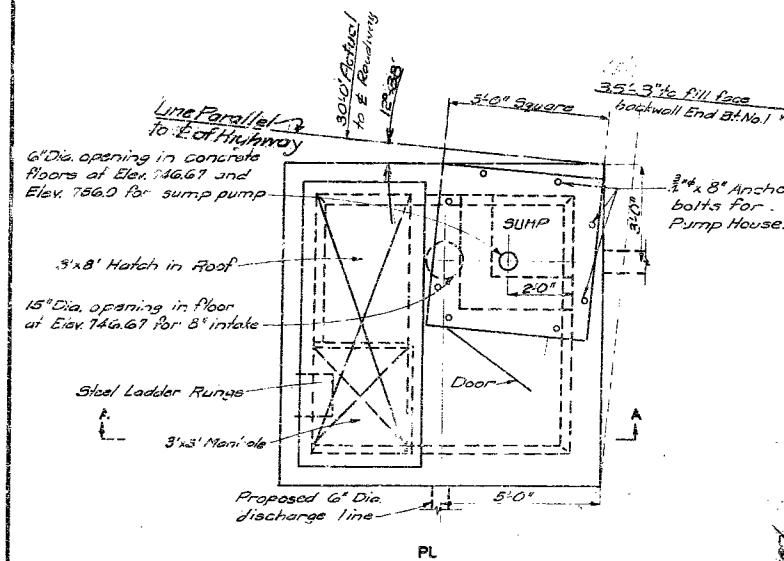 30'-0" Actual
to ℄ Roadway
12°38'
5'-0" Square
35'-3" to fill face
backwall End Bt. No. 1
Line Parallel
to ℄ of Highway
6" Dia. opening in concrete
floors at Elev. 746.67 and
Elev. 756.0 for sump pump
¾"ø x 8" Ancho
bolts for
Pump House.
3'-0"
SUMP
3'x8' Hatch in Roof
2'-0"
15" Dia. opening in floor
at Elev. 746.67 for 8" intake
Steel Ladder Rungs
Door
A
A
3'x3' Manhole
Proposed 6" Dia.
discharge line
5'-0"
PL